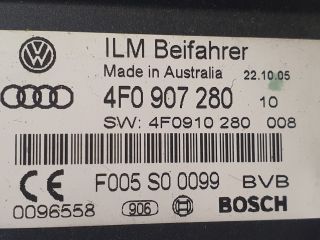 ILM Beifahrer
Made in Australia 22.10.05
4F0 907 280 10
SW: 4F0910 280 008
F005 S0 0099 BVB
0096558 906 BOSCH